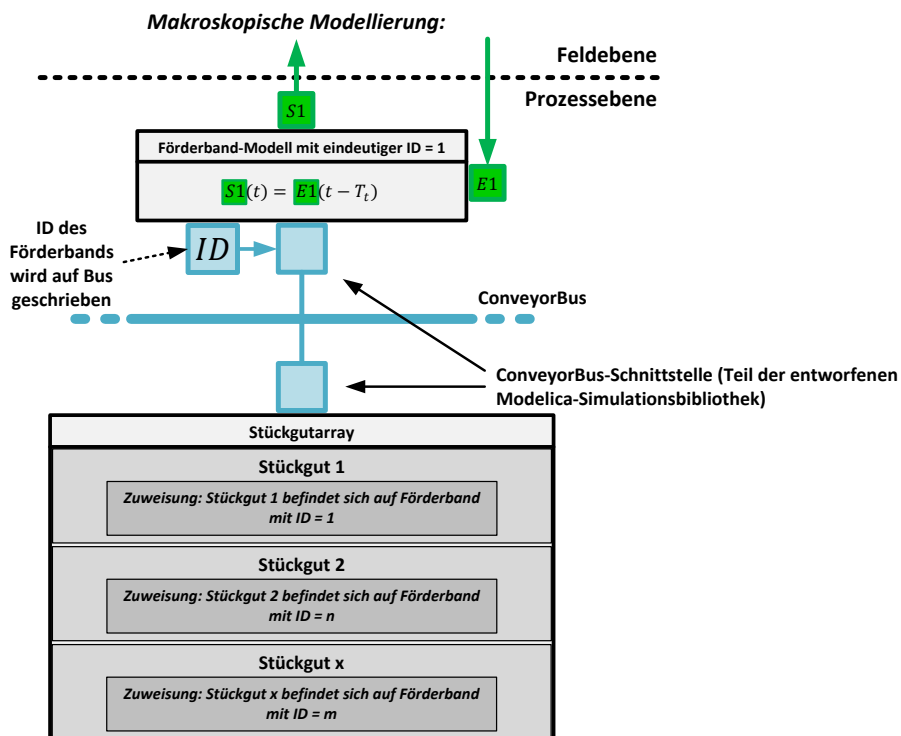 Makroskopische Modellierung:
Feldebene
Prozessebene
S1
Förderband-Modell mit eindeutiger ID = 1
S1(t) = E1(t − Tt)
E1
ID des
Förderbands
wird auf Bus
geschrieben
ID
ConveyorBus
ConveyorBus-Schnittstelle (Teil der entworfenen
Modelica-Simulationsbibliothek)
Stückgutarray
Stückgut 1
Zuweisung: Stückgut 1 befindet sich auf Förderband
mit ID = 1
Stückgut 2
Zuweisung: Stückgut 2 befindet sich auf Förderband
mit ID = n
Stückgut x
Zuweisung: Stückgut x befindet sich auf Förderband
mit ID = m